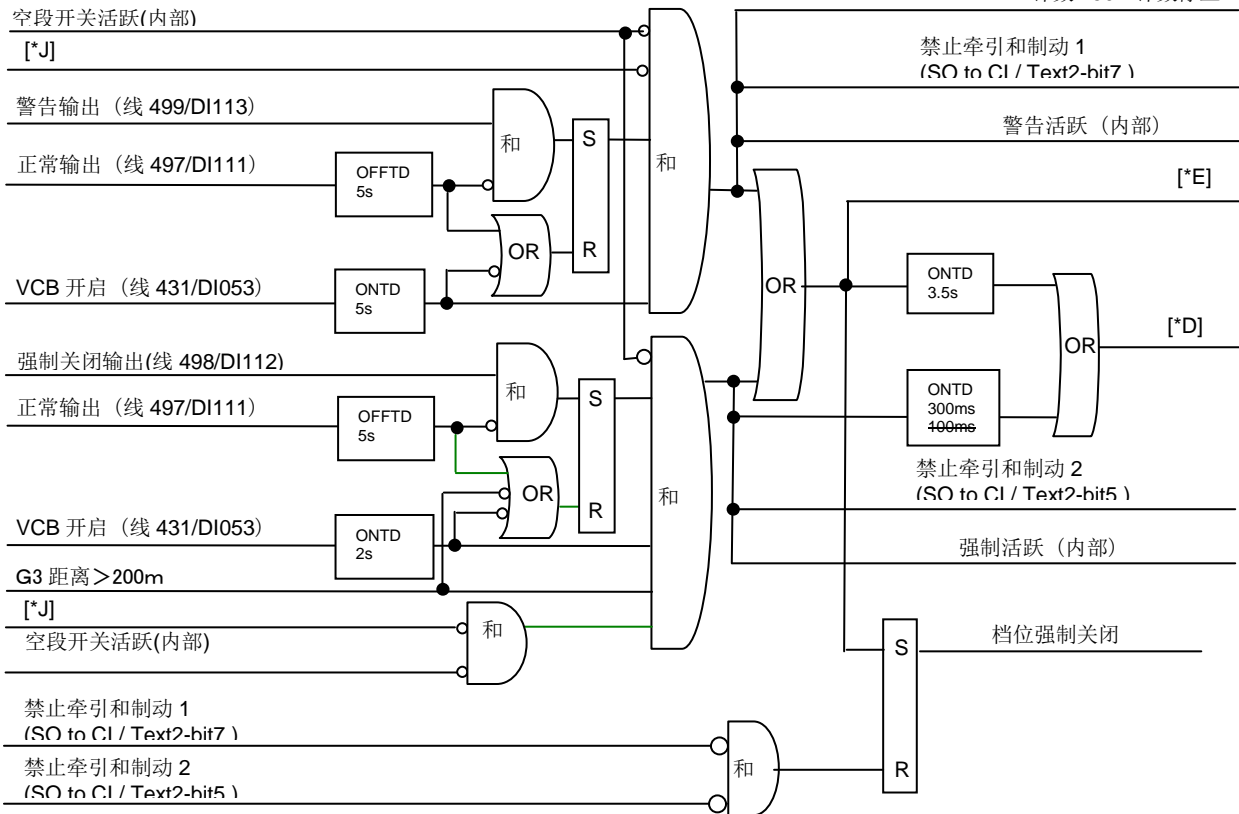 空段开关活跃(内部)
[*J]
禁止牵引和制动 1
(SO to CI / Text2-bit7 )
警告输出（线 499/DI113）
和
S
警告活跃（内部）
正常输出（线 497/DI111）
OFFTD
5s
和
[*E]
OR
R
VCB 开启（线 431/DI053）
ONTD
5s
OR
ONTD
3.5s
[*D]
OR
强制关闭输出(线 498/DI112)
和
S
ONTD
300ms
100ms
正常输出（线 497/DI111）
OFFTD
5s
禁止牵引和制动 2
(SO to CI / Text2-bit5 )
OR
和
R
VCB 开启（线 431/DI053）
ONTD
2s
强制活跃（内部）
G3 距离＞200m
[*J]
和
空段开关活跃(内部)
S
档位强制关闭
禁止牵引和制动 1
(SO to CI / Text2-bit7 )
禁止牵引和制动 2
(SO to CI / Text2-bit5 )
和
R